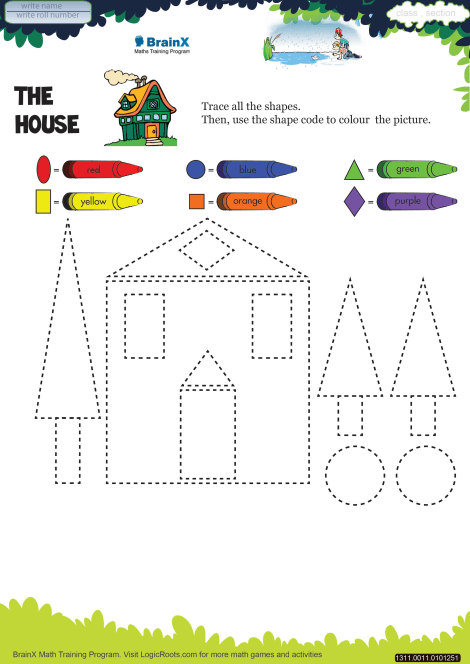 write name
write roll number
class section
BrainX
Maths Training Program
THE
HOUSE
Trace all the shapes.
Then, use the shape code to colour the picture.
= red
= blue
= green
= yellow
= orange
= purple
BrainX Math Training Program. Visit LogicRoots.com for more math games and activities
1311.0011.0101251